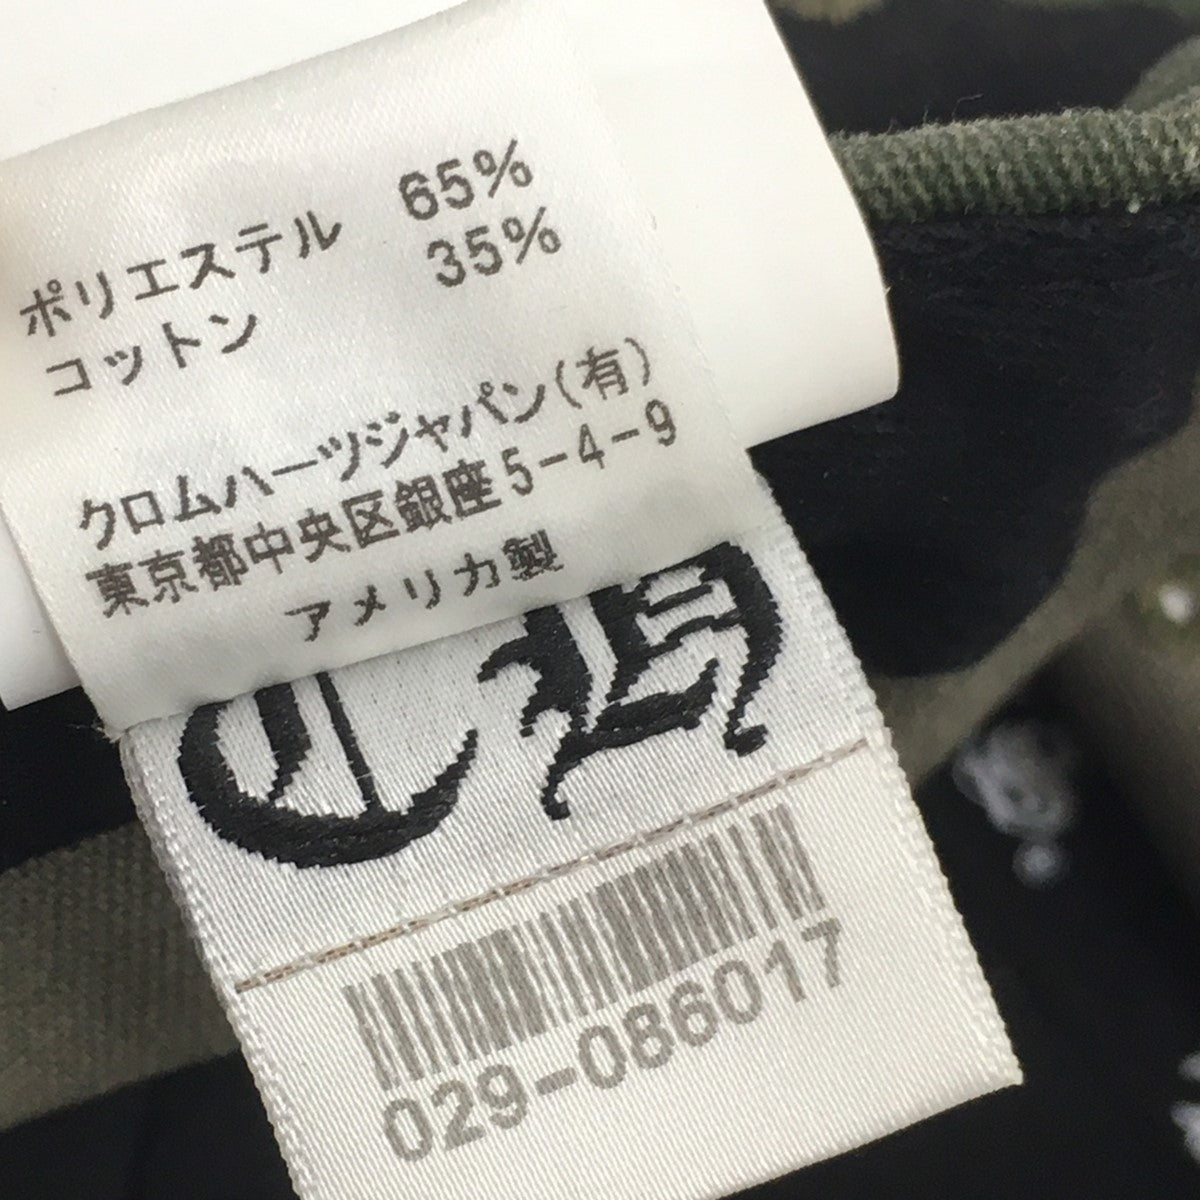 ポリエステル 65%
コットン 35%
クロムハーツジャパン(有)
東京都中央区銀座5-4-9
アメリカ製
CH
029-086017